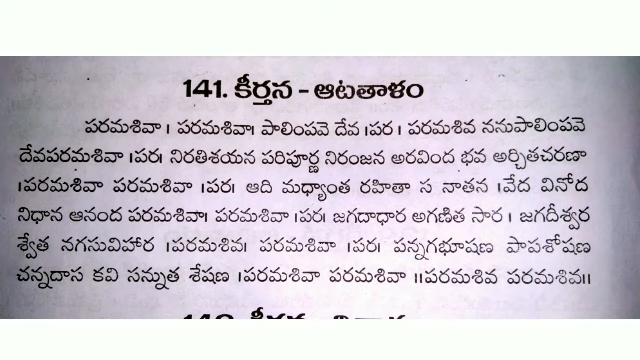 141. కీర్తన - ఆటతాళం
పరమశివా । పరమశివా। పాలింపవె దేవ ।పర । పరమశివ ననుపాలింపవె
దేవపరమశివా ।పర। నిరతిశయన పరిపూర్ణ నిరంజన అరవింద భవ అర్చితచరణా
।పరమశివా పరమశివా ।పర। ఆది మధ్యాంత రహితా స నాతన ।వేద వినోద
నిధాన ఆనంద పరమశివా। పరమశివా ।పర। జగదాధార అగణిత సార । జగదీశ్వర
శ్వేత నగసువిహార ।పరమశివ। పరమశివా ।పర। పన్నగభూషణ పాపశోషణ
చన్నదాస కవి సన్నుత శేషణ ।పరమశివా పరమశివా ॥పరమశివ పరమశివ॥